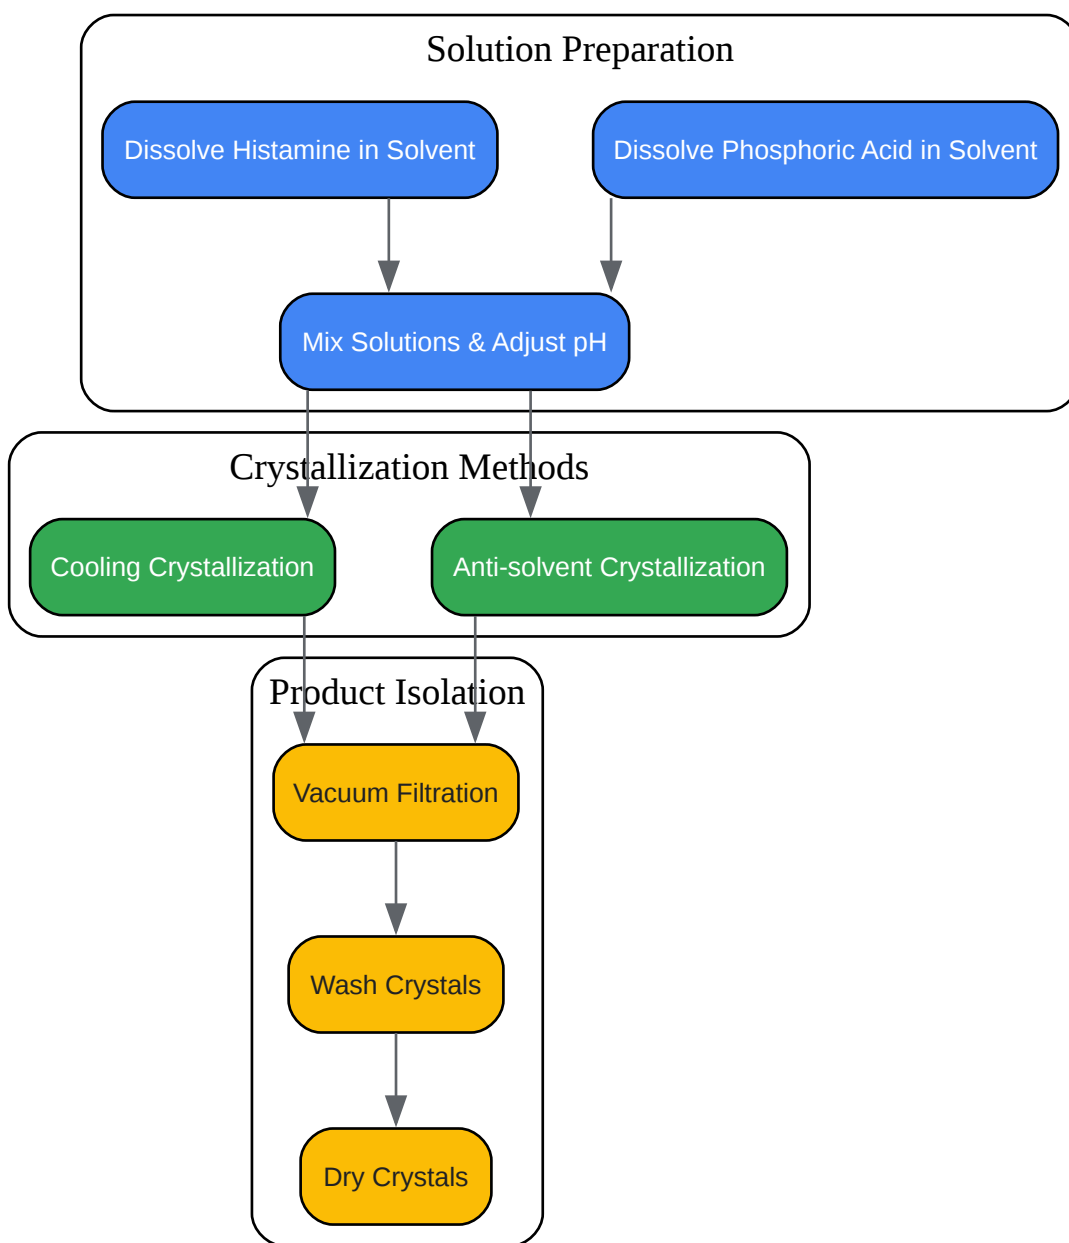 Solution Preparation
Dissolve Histamine in Solvent
Dissolve Phosphoric Acid in Solvent
Mix Solutions & Adjust pH
Crystallization Methods
Cooling Crystallization
Anti-solvent Crystallization
Product Isolation
Vacuum Filtration
Wash Crystals
Dry Crystals